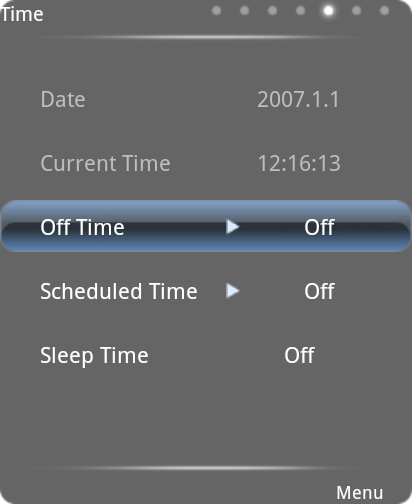 Time
Date 2007.1.1
Current Time 12:16:13
Off Time Off
Scheduled Time Off
Sleep Time Off
Menu